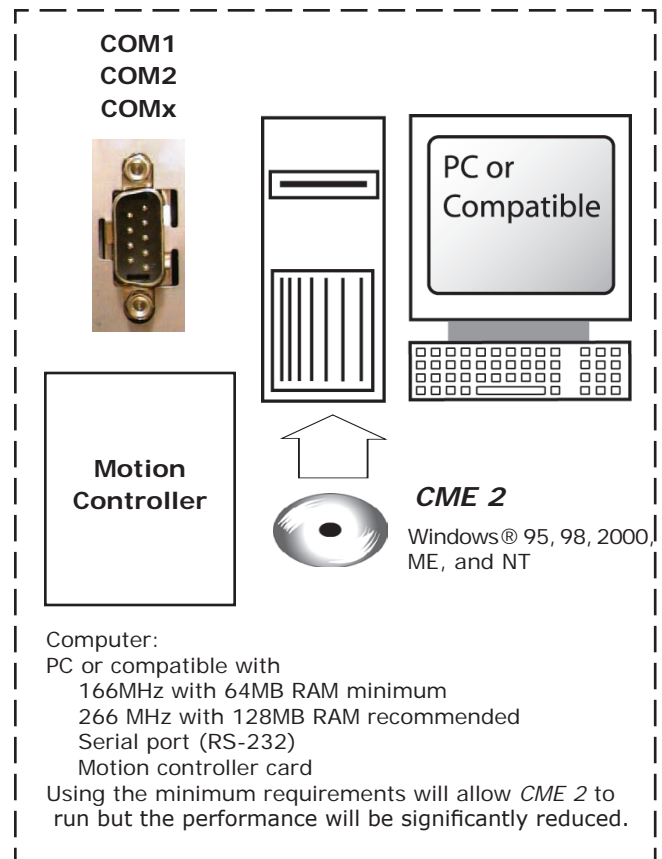 COM1
COM2
COMx
PC or
Compatible
Motion
Controller
CME 2
Windows® 95, 98, 2000,
ME, and NT
Computer:
PC or compatible with
166MHz with 64MB RAM minimum
266 MHz with 128MB RAM recommended
Serial port (RS-232)
Motion controller card
Using the minimum requirements will allow CME 2 to
run but the performance will be significantly reduced.